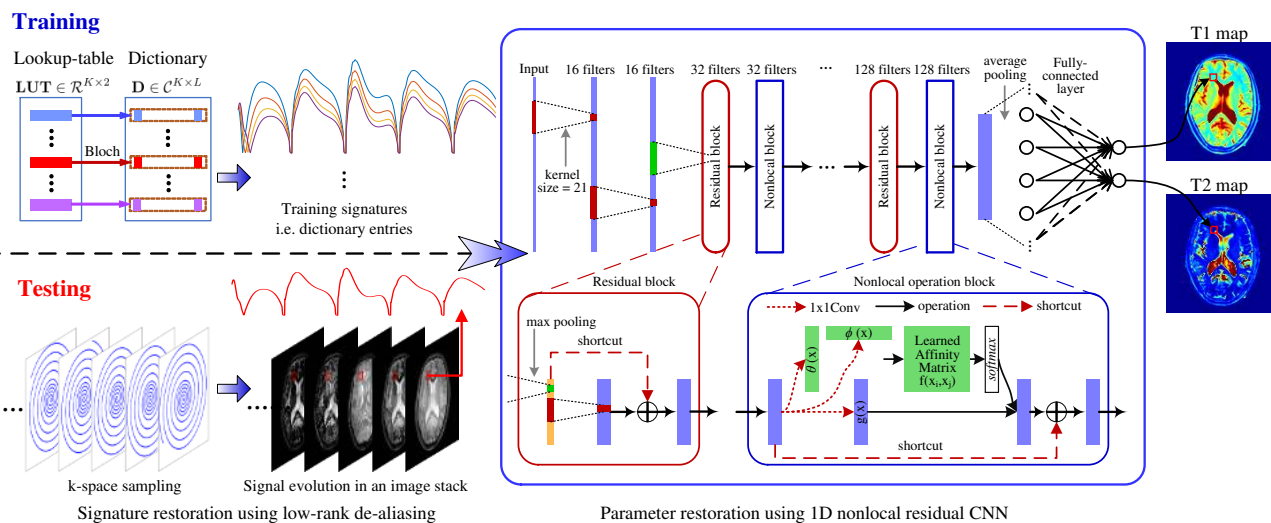 Training
Lookup-table
Dictionary
LUT ∈ R^{K×2}
D ∈ C^{K×L}
Bloch
Training signatures
i.e. dictionary entries
Testing
k-space sampling
Signal evolution in an image stack
Signature restoration using low-rank de-aliasing
Input
16 filters
16 filters
32 filters
32 filters
...
128 filters
128 filters
average
pooling
Fully-
connected
layer
kernel
size = 21
Residual block
Nonlocal block
Residual block
Nonlocal block
T1 map
T2 map
Residual block
max pooling
shortcut
Nonlocal operation block
1x1Conv
operation
shortcut
θ(x)
ϕ(x)
g(x)
Learned
Affinity
Matrix
f(x_i,x_j)
softmax
shortcut
Parameter restoration using 1D nonlocal residual CNN